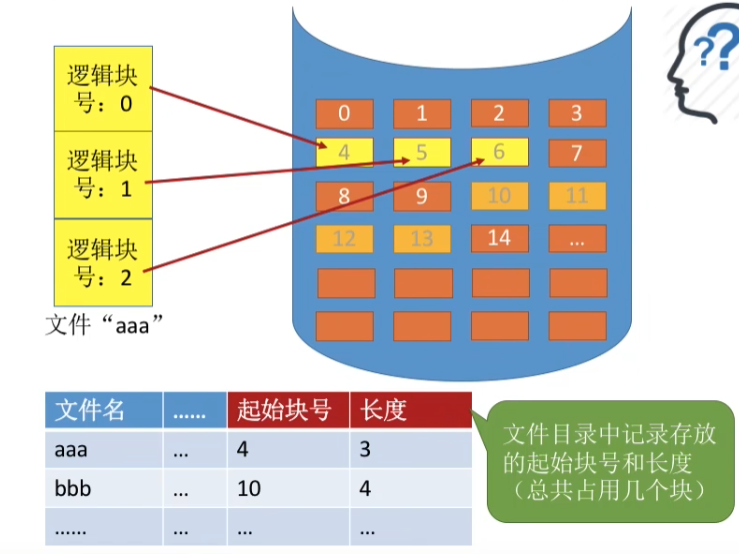 逻辑块
号：0
逻辑块
号：1
逻辑块
号：2
文件“aaa”
??
0 1 2 3
4 5 6 7
8 9 10 11
12 13 14 ...
文件名 …… 起始块号 长度
aaa ... 4 3
bbb ... 10 4
…… ... ... ...
文件目录中记录存放
的起始块号和长度
（总共占用几个块）